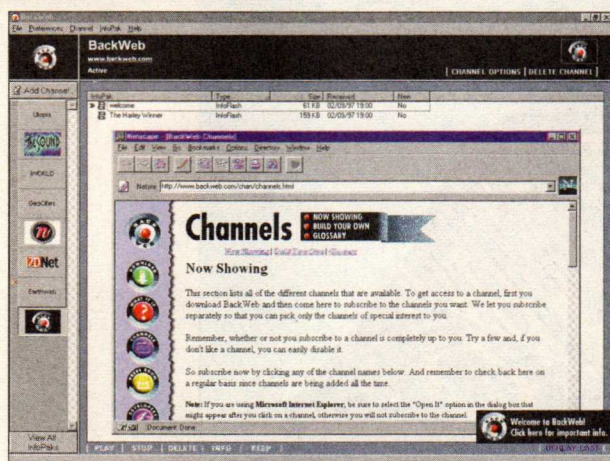 BackWeb
File Preferences Channel InfoPak Help
BackWeb
www.backweb.com
Active
CHANNEL OPTIONS | DELETE CHANNEL
Add Channel
InfoPak Type Size Received New
welcome InfoFlash 61 KB 02/09/97 19:00 No
The Hailey Winner InfoFlash 159 KB 02/09/97 19:00 No
Utopia
THE SOUND
InWORLD
GeoCities
ZDNet
Earthweb
View All
InfoPaks
Netscape - [BackWeb Channels]
File Edit View Go Bookmarks Options Directory Window Help
Netsite: http://www.backweb.com/chan/channels.html
Channels
NOW SHOWING
BUILD YOUR OWN
GLOSSARY
Now Showing | Build Your Own | Glossary
Now Showing
This section lists all of the different channels that are available. To get access to a channel, first you
download BackWeb and then come here to subscribe to the channels you want. We let you subscribe
separately so that you can pick only the channels of special interest to you.
Remember, whether or not you subscribe to a channel is completely up to you. Try a few and, if you
don't like a channel, you can easily disable it.
So subscribe now by clicking any of the channel names below. And remember to check back here on
a regular basis since channels are being added all the time.
Note: If you are using Microsoft Internet Explorer, be sure to select the "Open It" option in the dialog box that
might appear after you click on a channel, otherwise you will not subscribe to the channel.
Document: Done
Welcome to BackWeb!
Click here for important info.
PLAY | STOP | DELETE | INFO | KEEP
DISPLAY LAST